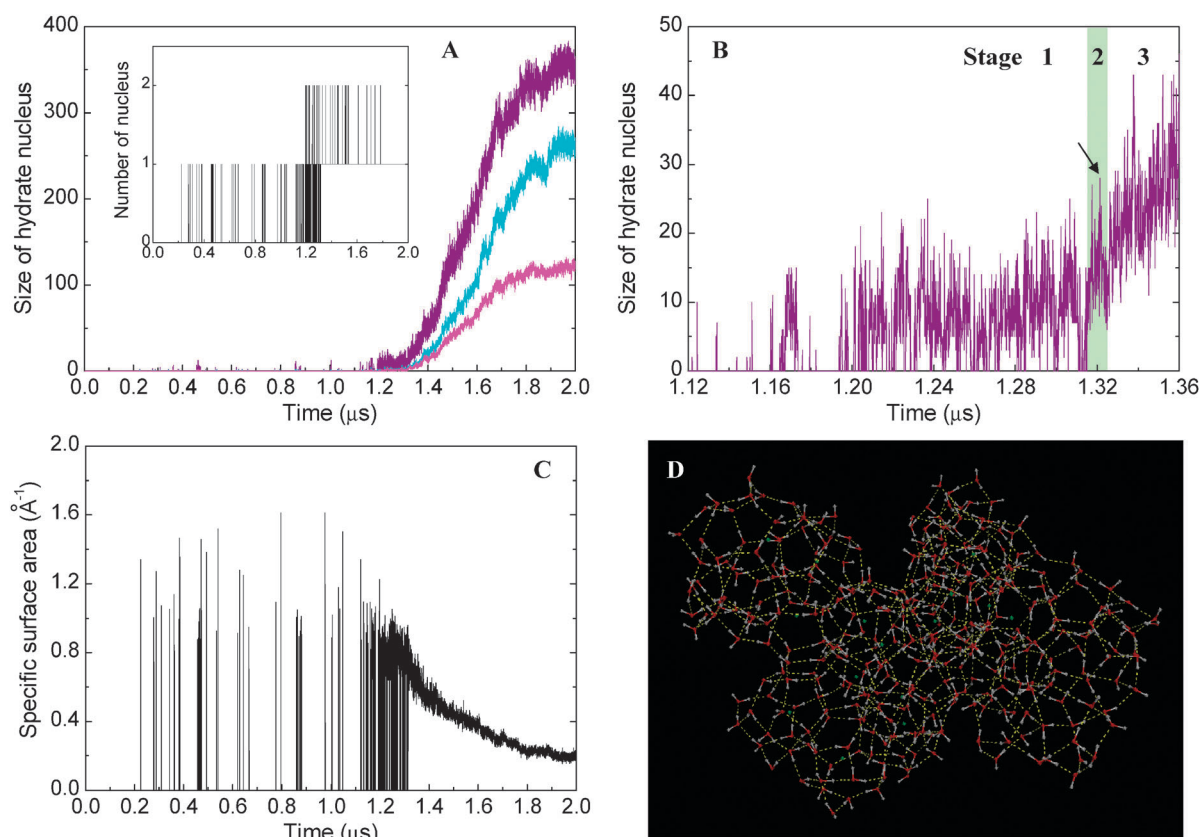 400
350
300
250
200
150
100
50
0
Size of hydrate nucleus
0.0 0.2 0.4 0.6 0.8 1.0 1.2 1.4 1.6 1.8 2.0
Time (μs)
A
2
1
0
Number of nucleus
0.0 0.4 0.8 1.2 1.6 2.0
50
40
30
20
10
0
Size of hydrate nucleus
B
Stage 1 2 3
1.12 1.16 1.20 1.24 1.28 1.32 1.36
Time (μs)
2.0
1.6
1.2
0.8
0.4
0.0
Specific surface area (Å⁻¹)
C
0.0 0.2 0.4 0.6 0.8 1.0 1.2 1.4 1.6 1.8 2.0
Time (μs)
D